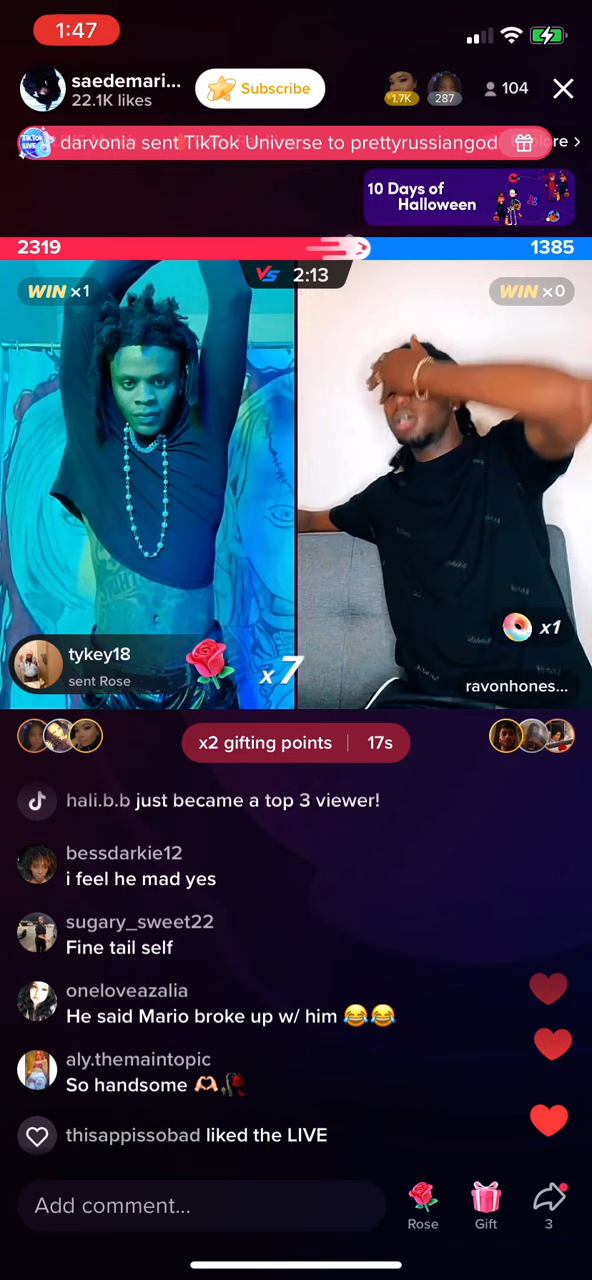 1:47
saedemari...
22.1K likes
Subscribe
1.7K
287
104
darvonia sent TikTok Universe to prettyrussiangod
re >
10 Days of
Halloween
2319
1385
VS 2:13
WIN x1
WIN x0
tykey18
sent Rose
x7
x1
ravonhones...
x2 gifting points | 17s
hali.b.b just became a top 3 viewer!
bessdarkie12
i feel he mad yes
sugary_sweet22
Fine tail self
oneloveazalia
He said Mario broke up w/ him 😂😂
aly.themaintopic
So handsome 🫶🏻🥀
thisappissobad liked the LIVE
Add comment...
Rose
Gift
3